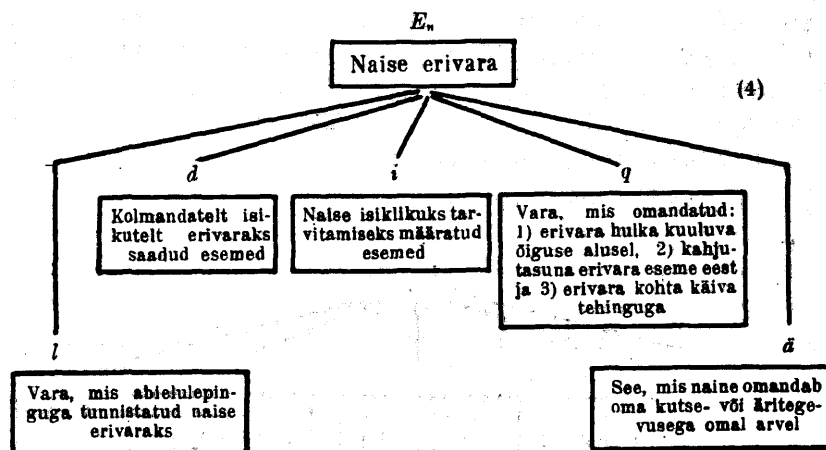 Eₙ
Naise erivara
(4)
d
i
q
Kolmandatelt isi-
kutelt erivaraks
saadud esemed
Naise isiklikuks tar-
vitamiseks määratud
esemed
Vara, mis omandatud:
1) erivara hulka kuuluva
õiguse alusel, 2) kahju-
tasuna erivara eseme eest
ja 3) erivara kohta käiva
tehinguga
l
ä
Vara, mis abielulepin-
guga tunnistatud naise
erivaraks
See, mis naine omandab
oma kutse- või äritege-
vusega omal arvel